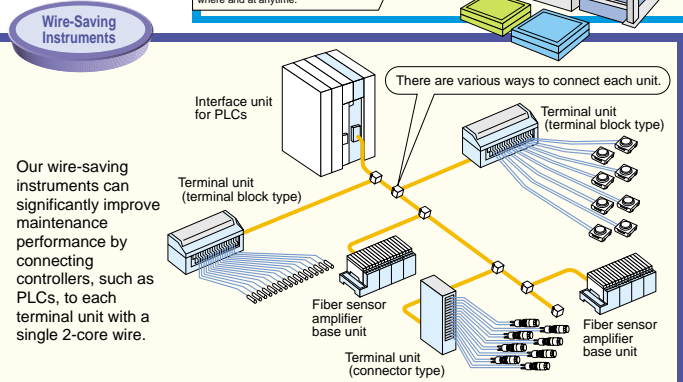 where and at anytime.
Wire-Saving
Instruments
There are various ways to connect each unit.
Interface unit
for PLCs
Terminal unit
(terminal block type)
Our wire-saving
instruments can
significantly improve
maintenance
performance by
connecting
controllers, such as
PLCs, to each
terminal unit with a
single 2-core wire.
Terminal unit
(terminal block type)
Fiber sensor
amplifier
base unit
Terminal unit
(connector type)
Fiber sensor
amplifier
base unit